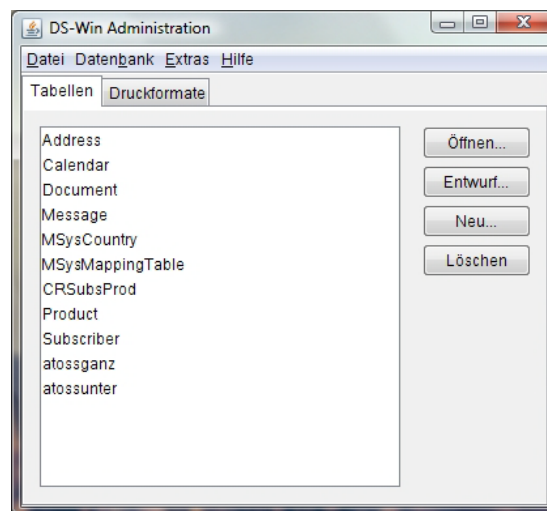 DS-Win Administration
Datei Datenbank Extras Hilfe
Tabellen Druckformate
Address
Calendar
Document
Message
MSysCountry
MSysMappingTable
CRSubsProd
Product
Subscriber
atossganz
atossunter
Öffnen...
Entwurf...
Neu...
Löschen